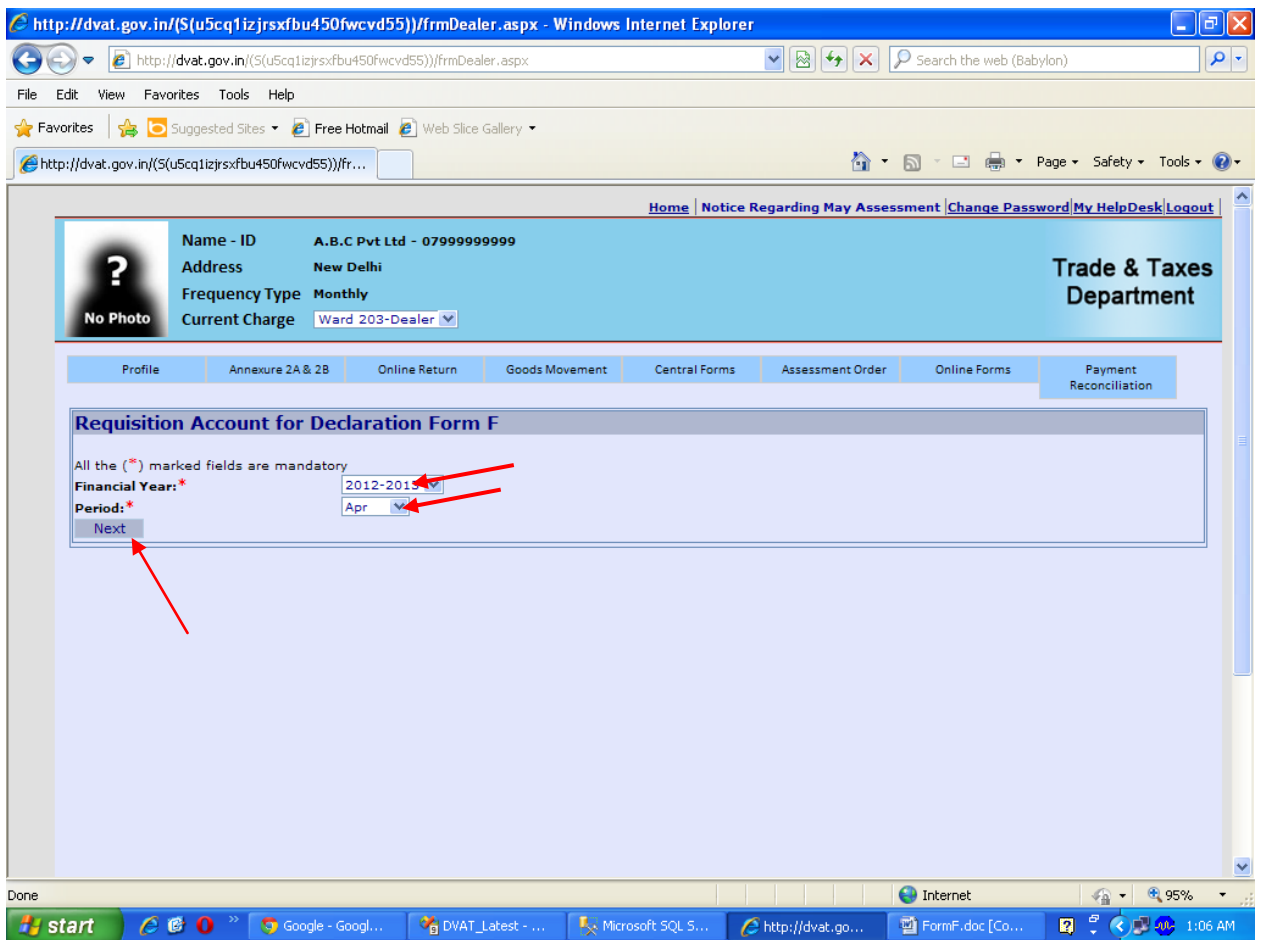 http://dvat.gov.in/(S(u5cq1izjrsxfbu450fwcvd55))/frmDealer.aspx - Windows Internet Explorer
http://dvat.gov.in/(S(u5cq1izjrsxfbu450fwcvd55))/frmDealer.aspx
Search the web (Babylon)
File Edit View Favorites Tools Help
Favorites Suggested Sites Free Hotmail Web Slice Gallery
http://dvat.gov.in/(S(u5cq1izjrsxfbu450fwcvd55))/fr...
Page Safety Tools
Home | Notice Regarding May Assessment | Change Password | My HelpDesk | Logout |
? No Photo
Name - ID A.B.C Pvt Ltd - 07999999999
Address New Delhi
Frequency Type Monthly
Current Charge Ward 203-Dealer
Trade & Taxes
Department
Profile Annexure 2A & 2B Online Return Goods Movement Central Forms Assessment Order Online Forms Payment
Reconciliation
Requisition Account for Declaration Form F
All the (*) marked fields are mandatory
Financial Year:* 2012-2013
Period:* Apr
Next
Done Internet 95%
start Google - Googl... DVAT_Latest - ... Microsoft SQL S... http://dvat.go... FormF.doc [Co... 1:06 AM